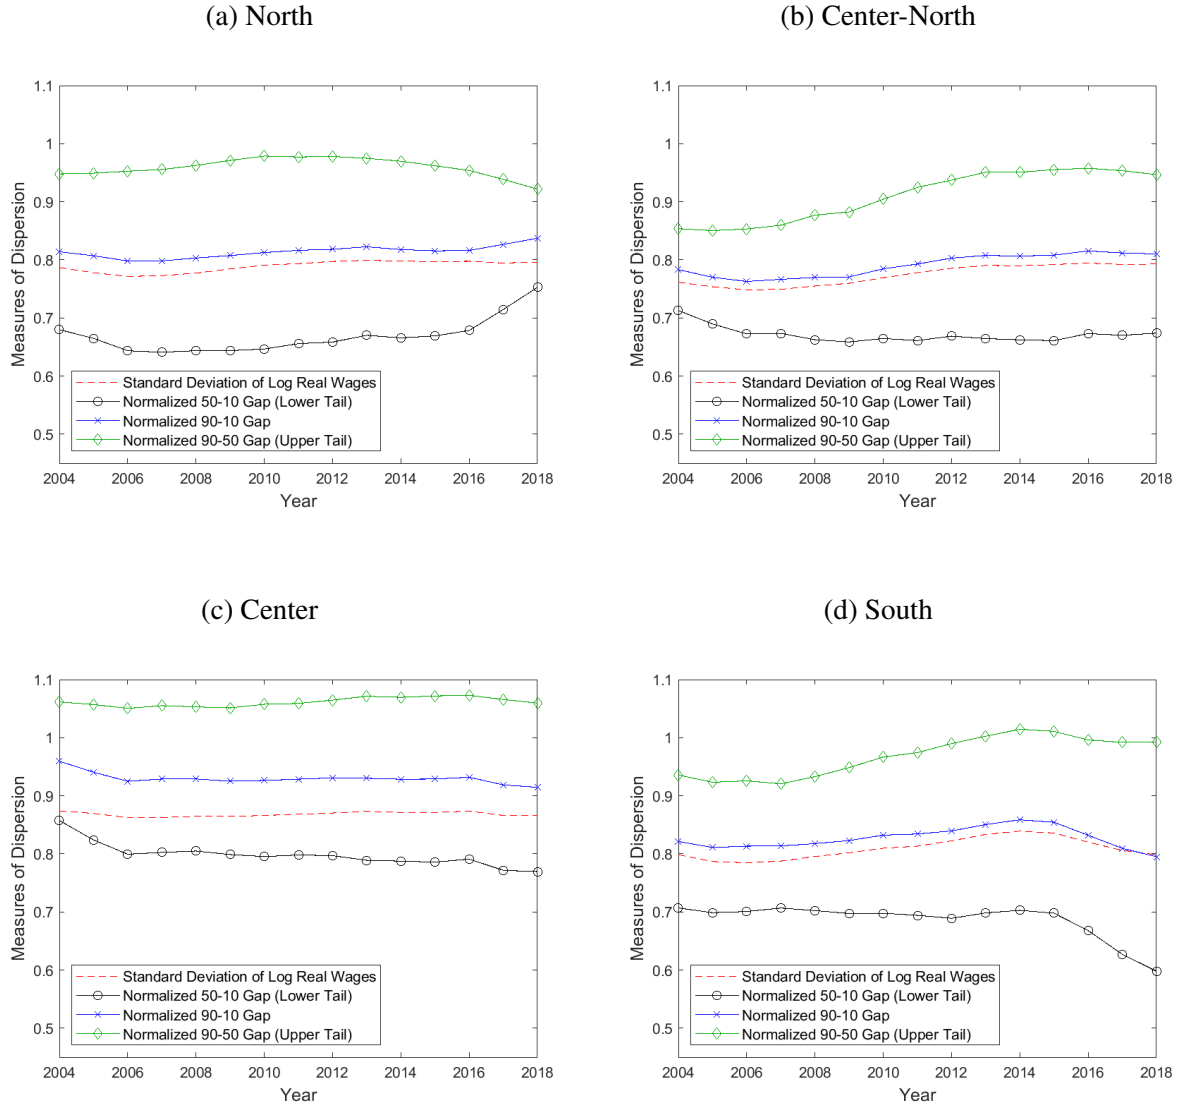 (a) North
1.1
1
0.9
0.8
0.7
0.6
0.5
Measures of Dispersion
Standard Deviation of Log Real Wages
Normalized 50-10 Gap (Lower Tail)
Normalized 90-10 Gap
Normalized 90-50 Gap (Upper Tail)
2004 2006 2008 2010 2012 2014 2016 2018
Year
(b) Center-North
1.1
1
0.9
0.8
0.7
0.6
0.5
Measures of Dispersion
Standard Deviation of Log Real Wages
Normalized 50-10 Gap (Lower Tail)
Normalized 90-10 Gap
Normalized 90-50 Gap (Upper Tail)
2004 2006 2008 2010 2012 2014 2016 2018
Year
(c) Center
1.1
1
0.9
0.8
0.7
0.6
0.5
Measures of Dispersion
Standard Deviation of Log Real Wages
Normalized 50-10 Gap (Lower Tail)
Normalized 90-10 Gap
Normalized 90-50 Gap (Upper Tail)
2004 2006 2008 2010 2012 2014 2016 2018
Year
(d) South
1.1
1
0.9
0.8
0.7
0.6
0.5
Measures of Dispersion
Standard Deviation of Log Real Wages
Normalized 50-10 Gap (Lower Tail)
Normalized 90-10 Gap
Normalized 90-50 Gap (Upper Tail)
2004 2006 2008 2010 2012 2014 2016 2018
Year